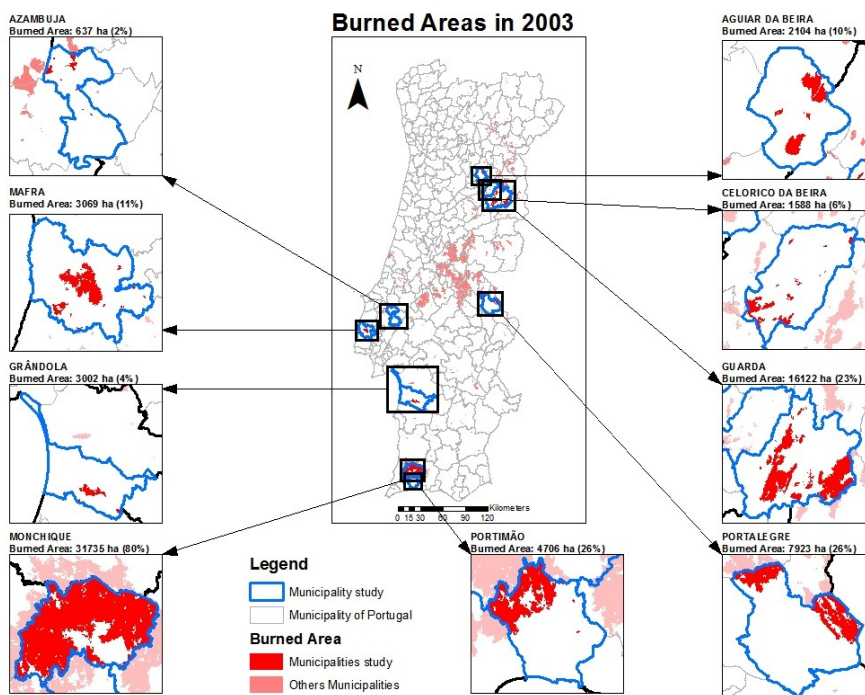 Burned Areas in 2003
AZAMBUJA
Burned Area: 637 ha (2%)
MAFRA
Burned Area: 3069 ha (11%)
GRÂNDOLA
Burned Area: 3002 ha (4%)
MONCHIQUE
Burned Area: 31735 ha (80%)
N
Kilometers
0 15 30 60 90 120
AGUIAR DA BEIRA
Burned Area: 2104 ha (10%)
CELORICO DA BEIRA
Burned Area: 1588 ha (6%)
GUARDA
Burned Area: 16122 ha (23%)
PORTALEGRE
Burned Area: 7923 ha (26%)
PORTIMÃO
Burned Area: 4706 ha (26%)
Legend
Municipality study
Municipality of Portugal
Burned Area
Municipalities study
Others Municipalities